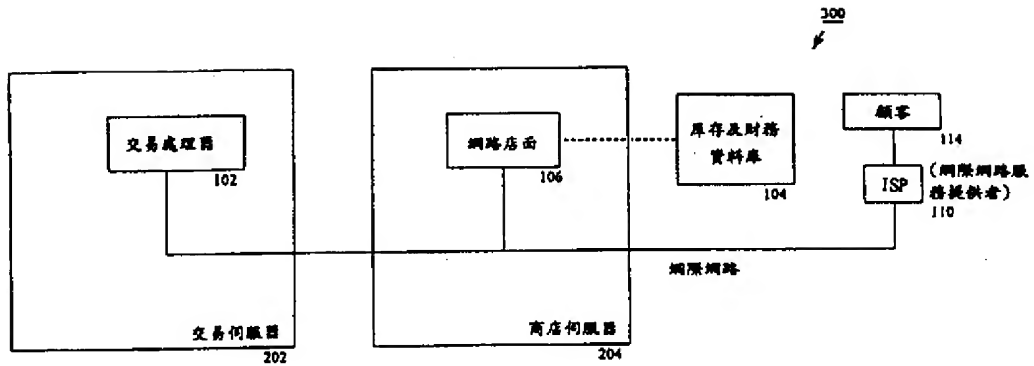 300
交易處理器
102
網路店面
106
庫存及財務
資料庫
104
顧客
114
ISP
(網際網路服
務提供者)
110
網際網路
交易伺服器
202
商店伺服器
204